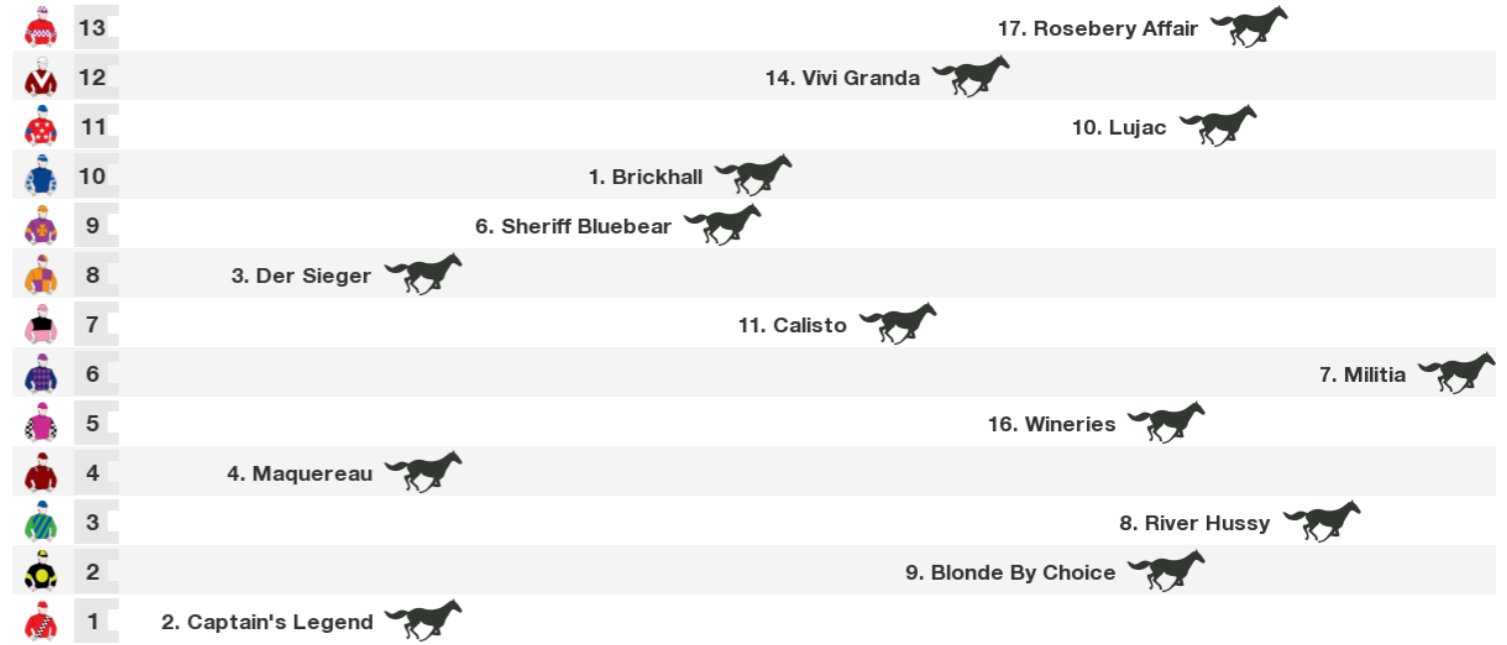 13 17. Rosebery Affair
12 14. Vivi Granda
11 10. Lujac
10 1. Brickhall
9 6. Sheriff Bluebear
8 3. Der Sieger
7 11. Calisto
6 7. Militia
5 16. Wineries
4 4. Maquereau
3 8. River Hussy
2 9. Blonde By Choice
1 2. Captain's Legend